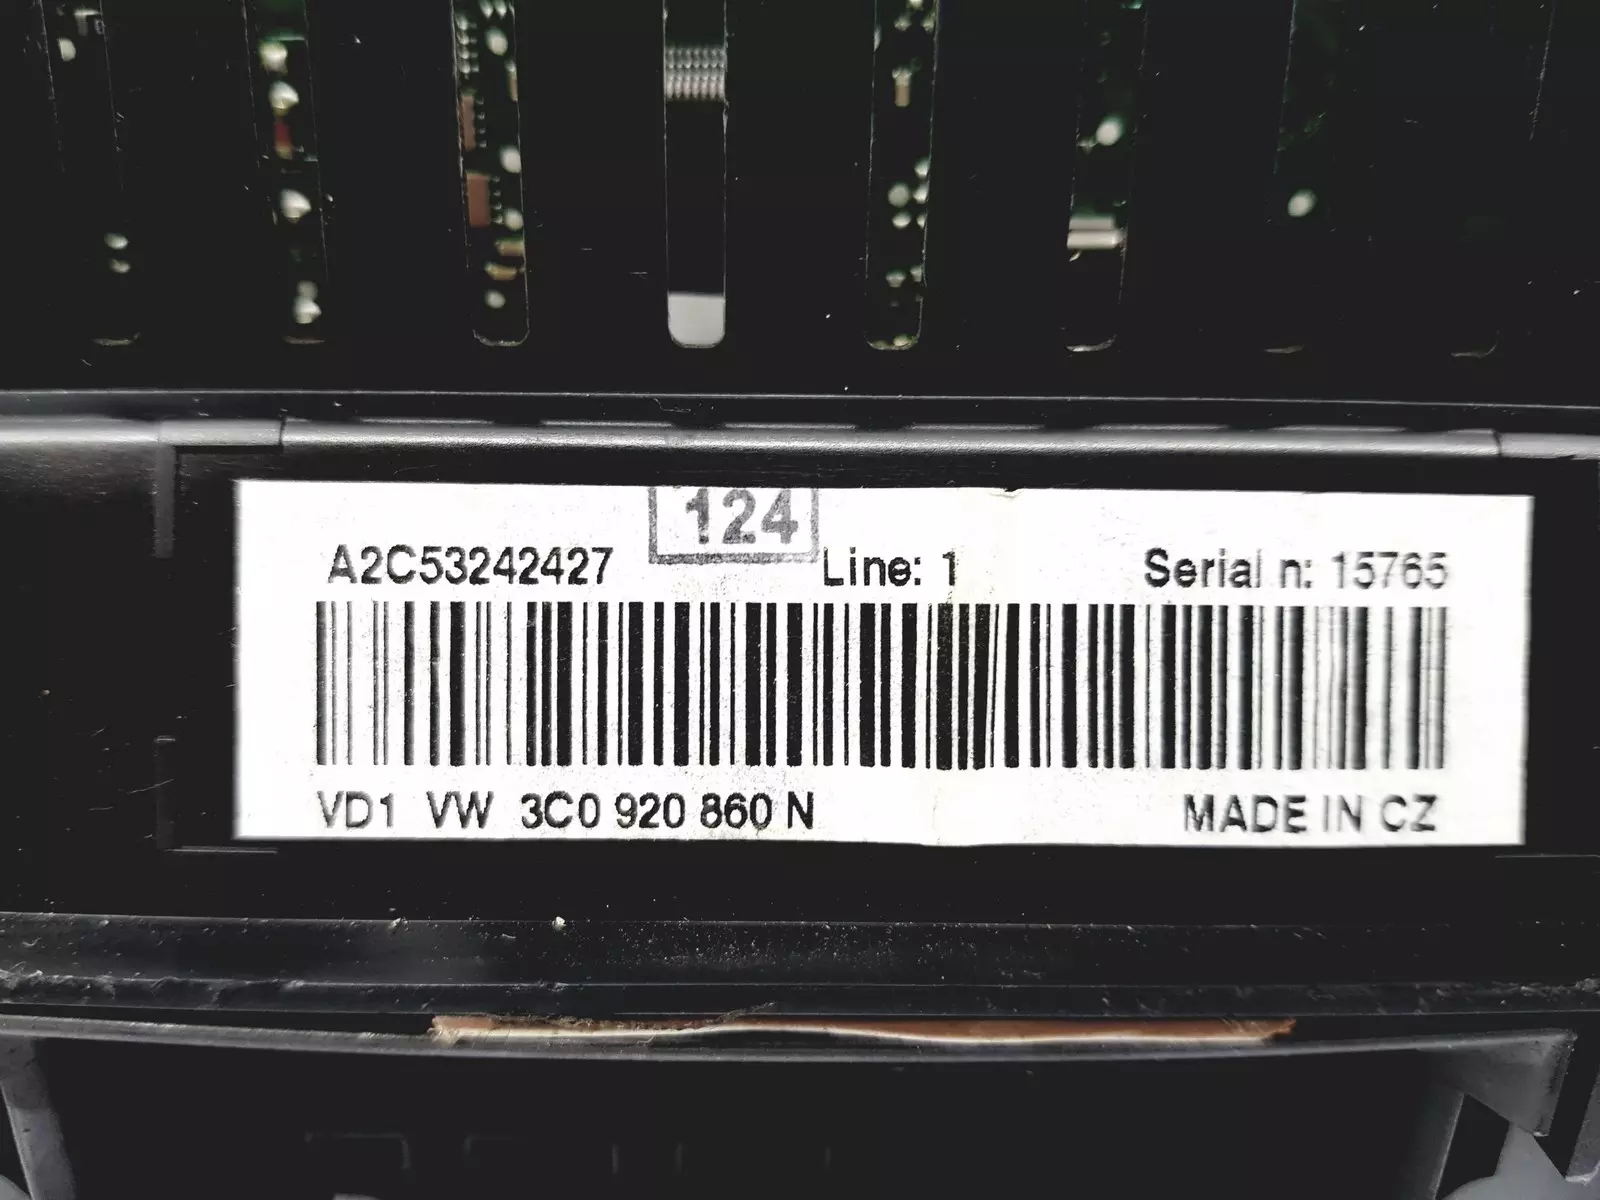 124
A2C53242427 Line: 1 Serial n: 15765
VD1 VW 3C0 920 860 N MADE IN CZ